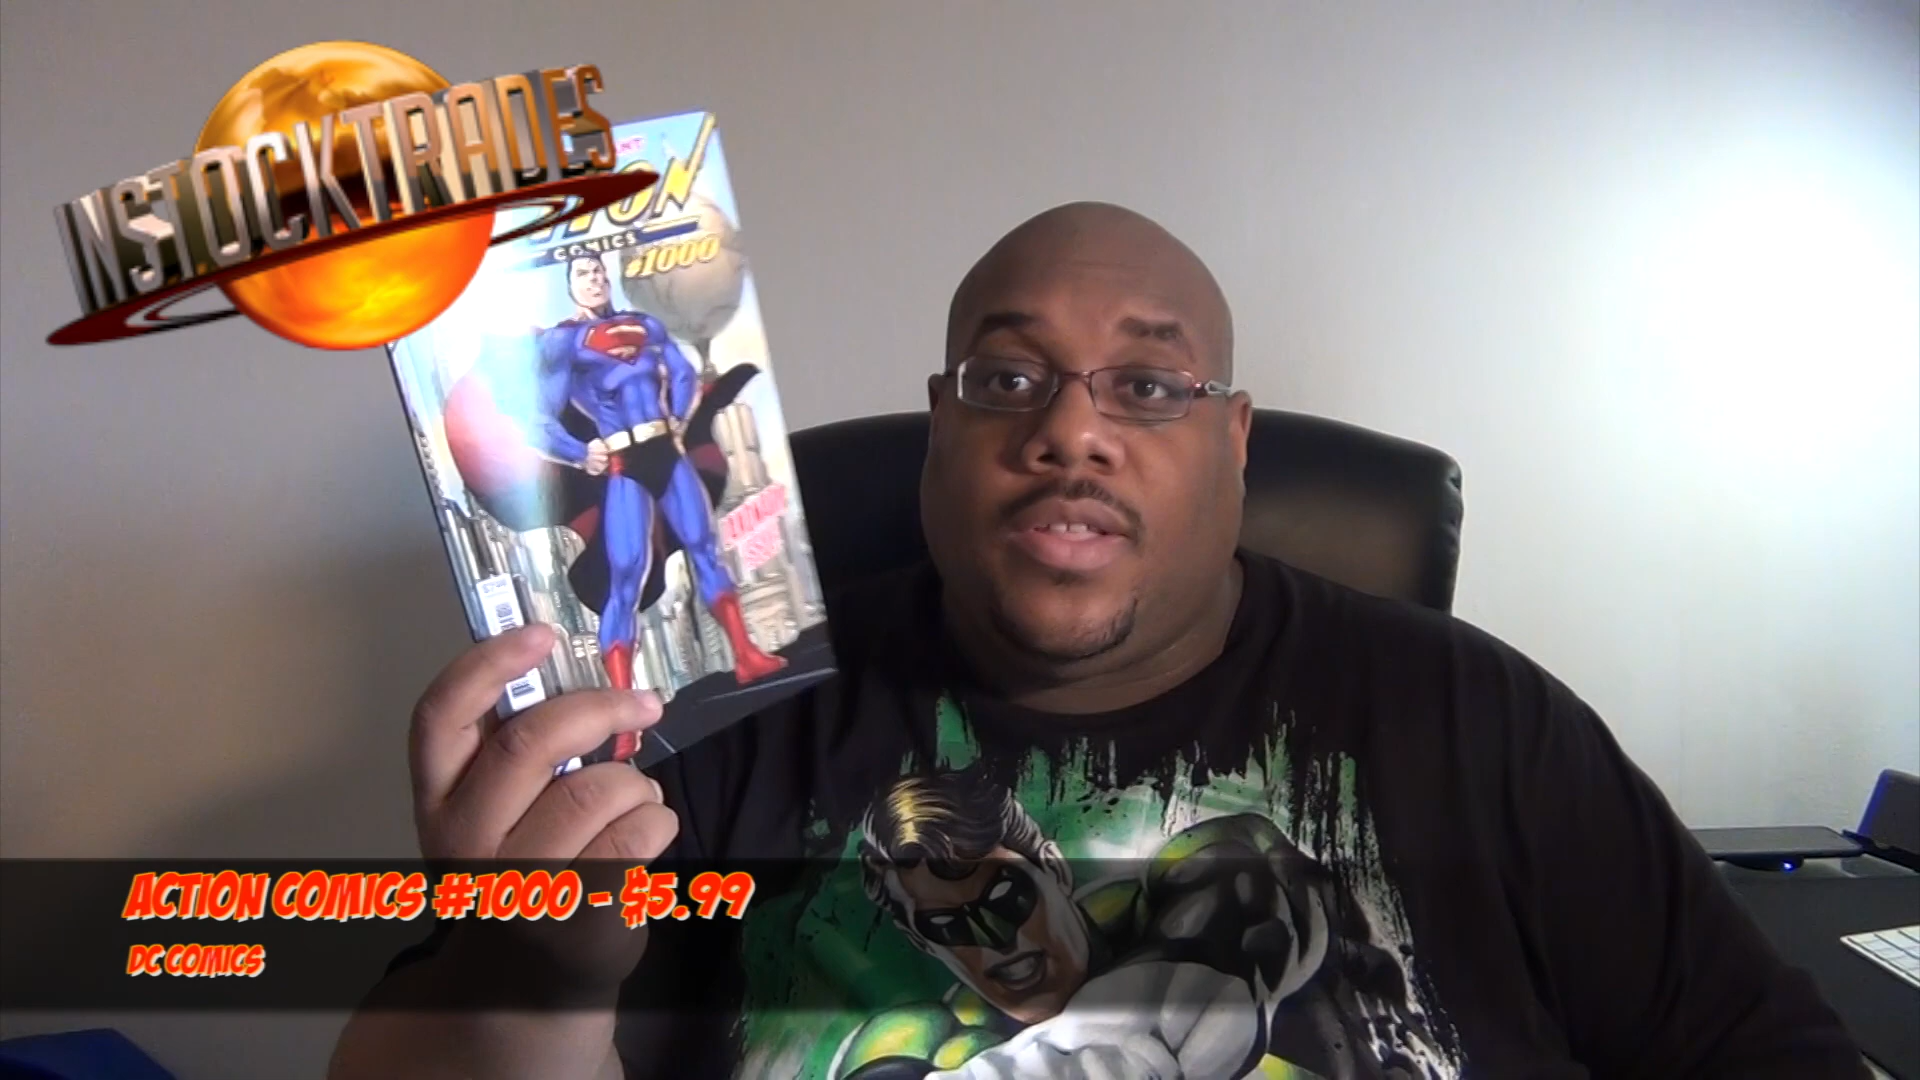 INSTOCKTRADES
COMICS
#1000
ACTION COMICS #1000 - $5.99
DC COMICS